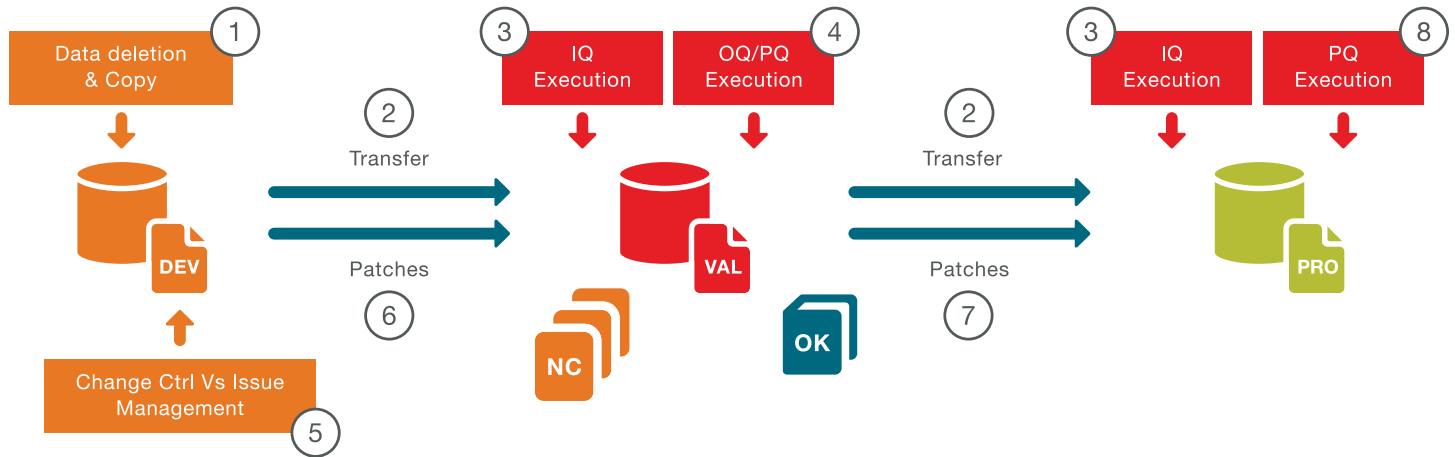 1
Data deletion
& Copy
2
Transfer
DEV
Patches
6
Change Ctrl Vs Issue
Management
5
3
IQ
Execution
4
OQ/PQ
Execution
VAL
NC
OK
2
Transfer
Patches
7
3
IQ
Execution
8
PQ
Execution
PRO